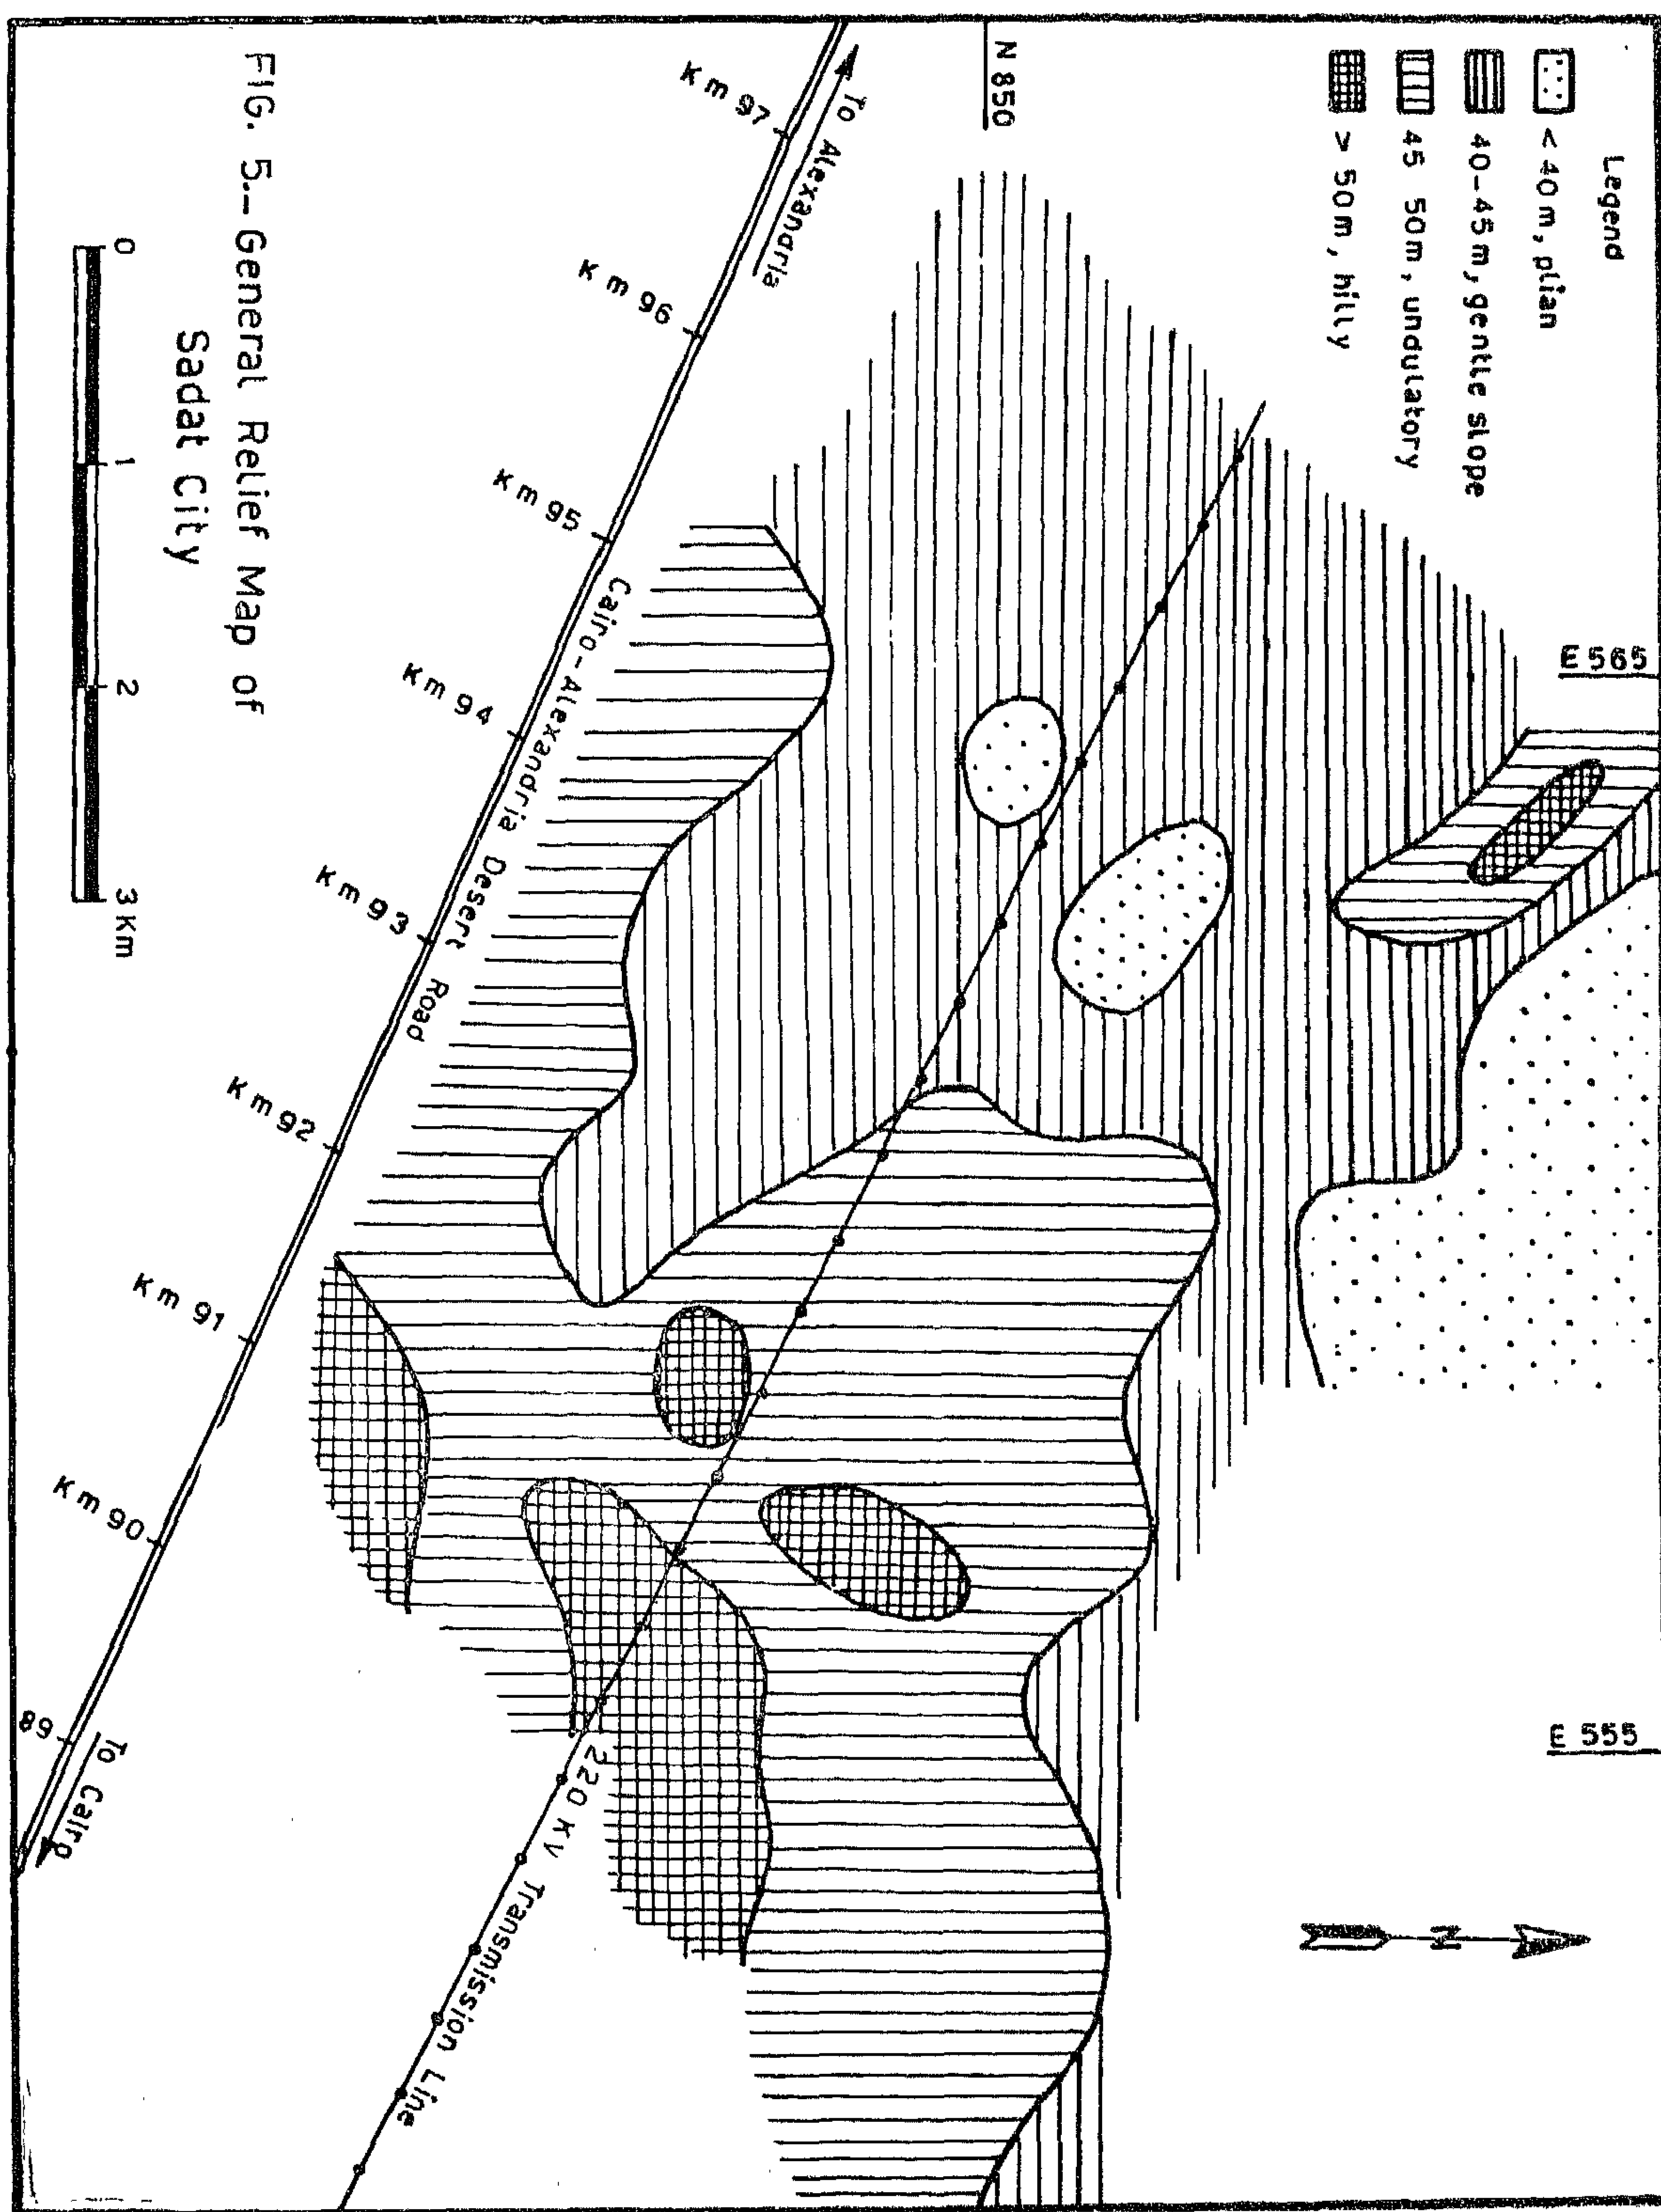 Legend
< 40 m, plian
40-45 m, gentle slope
45 50m, undulatory
> 50m, hilly
N 850
E 565
E 555
N
To Alexandria
Km 97
Km 96
Km 95
Km 94
Km 93
Km 92
Km 91
Km 90
89
Cairo-Alexandria Desert Road
To Cairo
220 KV Transmission Line
0 1 2 3 Km
FIG. 5.- General Relief Map of
Sadat City